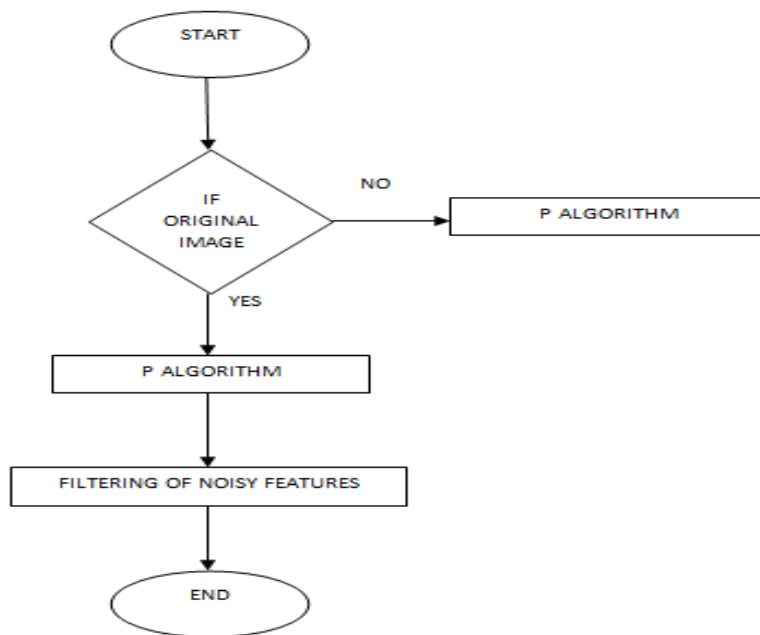 START
IF
ORIGINAL
IMAGE
NO
P ALGORITHM
YES
P ALGORITHM
FILTERING OF NOISY FEATURES
END